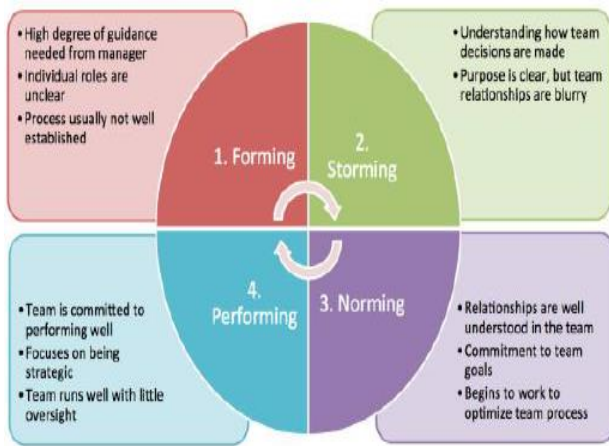 • High degree of guidance
needed from manager
• Individual roles are
unclear
• Process usually not well
established
1. Forming
• Understanding how team
decisions are made
• Purpose is clear, but team
relationships are blurry
2.
Storming
• Team is committed to
performing well
• Focuses on being
strategic
• Team runs well with little
oversight
4.
Performing
3. Norming
• Relationships are well
understood in the team
• Commitment to team
goals
• Begins to work to
optimize team process